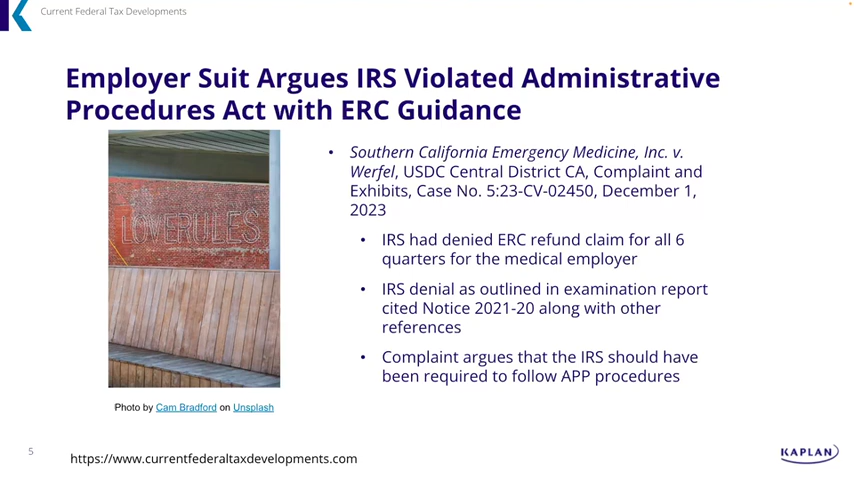 Current Federal Tax Developments
Employer Suit Argues IRS Violated Administrative
Procedures Act with ERC Guidance
LOVERULES
• Southern California Emergency Medicine, Inc. v.
Werfel, USDC Central District CA, Complaint and
Exhibits, Case No. 5:23-CV-02450, December 1,
2023
• IRS had denied ERC refund claim for all 6
quarters for the medical employer
• IRS denial as outlined in examination report
cited Notice 2021-20 along with other
references
• Complaint argues that the IRS should have
been required to follow APP procedures
Photo by Cam Bradford on Unsplash
5
https://www.currentfederaltaxdevelopments.com
KAPLAN